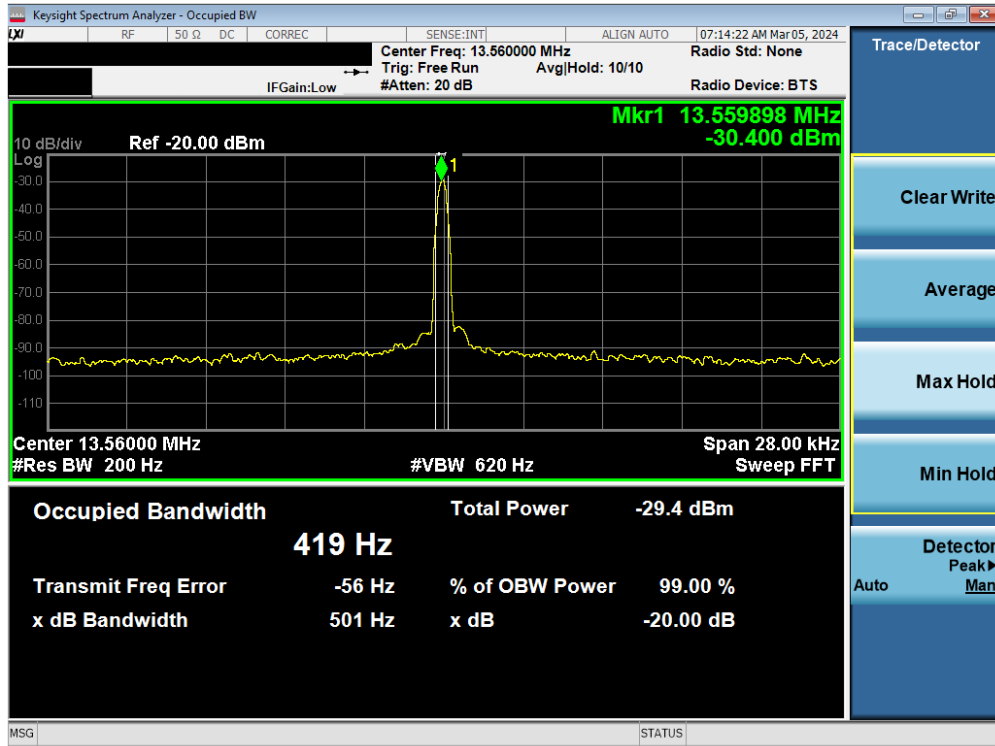 Keysight Spectrum Analyzer - Occupied BW
LXI RF 50 Ω DC CORREC SENSE:INT ALIGN AUTO 07:14:22 AM Mar 05, 2024
Center Freq: 13.560000 MHz Radio Std: None
Trig: Free Run Avg|Hold: 10/10
IFGain:Low #Atten: 20 dB Radio Device: BTS
Trace/Detector
Mkr1 13.559898 MHz
-30.400 dBm
10 dB/div Ref -20.00 dBm
Log
1
-30.0
-40.0
-50.0
-60.0
-70.0
-80.0
-90.0
-100
-110
Center 13.56000 MHz Span 28.00 kHz
#Res BW 200 Hz #VBW 620 Hz Sweep FFT
Occupied Bandwidth Total Power -29.4 dBm
419 Hz
Transmit Freq Error -56 Hz % of OBW Power 99.00 %
x dB Bandwidth 501 Hz x dB -20.00 dB
Clear Write
Average
Max Hold
Min Hold
Detector
Peak▶
Auto Man
MSG STATUS